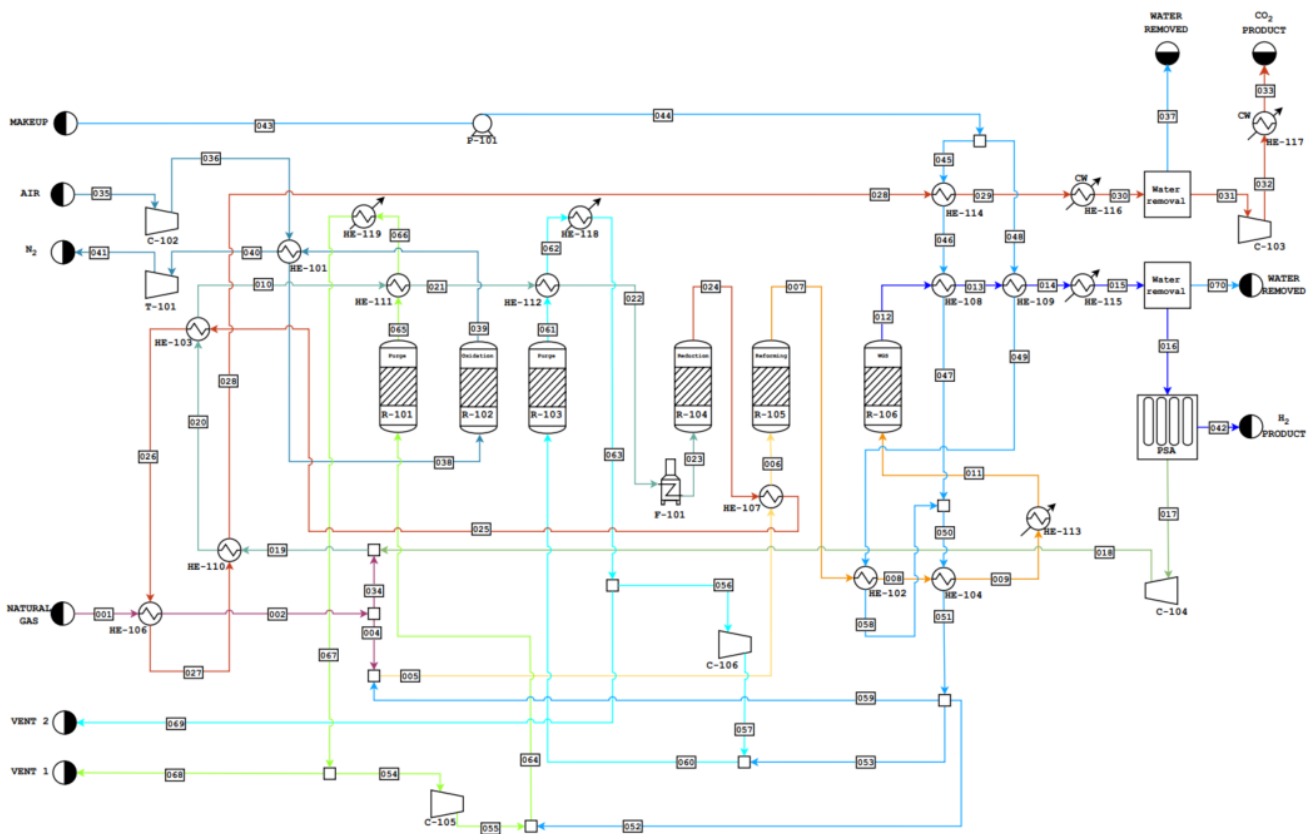 WATER
REMOVED
CO2
PRODUCT
MAKEUP
043
P-101
044
037
033
CW
HE-117
036
045
032
AIR
035
C-102
028
HE-114
029
CW
HE-116
030
Water
removal
031
C-103
HE-119
066
062
HE-118
046
048
N2
041
T-101
040
HE-101
010
HE-111
021
HE-112
022
024
007
HE-108
013
HE-109
014
HE-115
015
Water
removal
070
WATER
REMOVED
065
039
061
012
HE-103
028
016
Purge
R-101
Oxidation
R-102
Purge
R-103
Reduction
R-104
Reforming
R-105
WGS
R-106
047
049
020
026
038
063
F-101
023
006
HE-107
011
PSA
042
H2
PRODUCT
025
050
HE-113
017
HE-110
019
018
034
HE-102
008
HE-104
009
056
C-104
NATURAL
GAS
001
HE-106
002
004
058
051
027
067
005
C-106
059
VENT 2
069
064
057
060
053
VENT 1
068
054
C-105
055
052